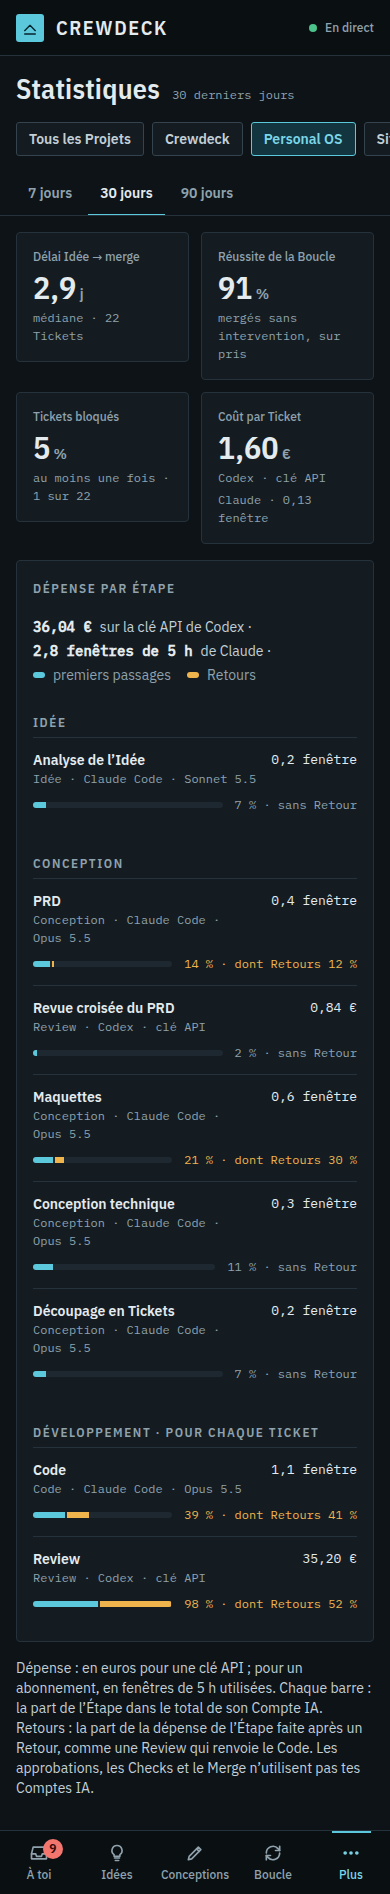 CREWDECK
En direct
Statistiques 30 derniers jours
Tous les Projets Crewdeck Personal OS Si
7 jours 30 jours 90 jours
Délai Idée → merge
2,9 j
médiane · 22
Tickets
Réussite de la Boucle
91 %
mergés sans
intervention, sur
pris
Tickets bloqués
5 %
au moins une fois ·
1 sur 22
Coût par Ticket
1,60 €
Codex · clé API
Claude · 0,13
fenêtre
DÉPENSE PAR ÉTAPE
36,04 € sur la clé API de Codex ·
2,8 fenêtres de 5 h de Claude ·
premiers passages Retours
IDÉE
Analyse de l’Idée 0,2 fenêtre
Idée · Claude Code · Sonnet 5.5
7 % · sans Retour
CONCEPTION
PRD 0,4 fenêtre
Conception · Claude Code ·
Opus 5.5
14 % · dont Retours 12 %
Revue croisée du PRD 0,84 €
Review · Codex · clé API
2 % · sans Retour
Maquettes 0,6 fenêtre
Conception · Claude Code ·
Opus 5.5
21 % · dont Retours 30 %
Conception technique 0,3 fenêtre
Conception · Claude Code ·
Opus 5.5
11 % · sans Retour
Découpage en Tickets 0,2 fenêtre
Conception · Claude Code ·
Opus 5.5
7 % · sans Retour
DÉVELOPPEMENT · POUR CHAQUE TICKET
Code 1,1 fenêtre
Code · Claude Code · Opus 5.5
39 % · dont Retours 41 %
Review 35,20 €
Review · Codex · clé API
98 % · dont Retours 52 %
Dépense : en euros pour une clé API ; pour un
abonnement, en fenêtres de 5 h utilisées. Chaque barre :
la part de l’Étape dans le total de son Compte IA.
Retours : la part de la dépense de l’Étape faite après un
Retour, comme une Review qui renvoie le Code. Les
approbations, les Checks et le Merge n’utilisent pas tes
Comptes IA.
9
À toi Idées Conceptions Boucle Plus